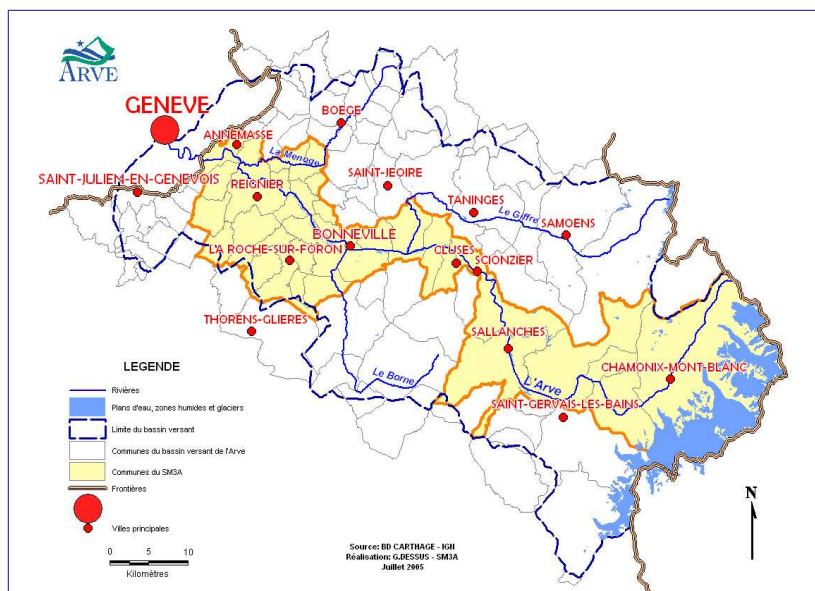 ARVE
GENEVE
BOEGE
ANNEMASSE
La Menoge
SAINT-JULIEN-EN-GENEVOIS
SAINT-JEOIRE
REIGNIER
TANINGES
Le Giffre
SAMOENS
BONNEVILLE
LA ROCHE-SUR-FORON
CLUSES
SCIONZIER
THORENS-GLIERES
SALLANCHES
CHAMONIX-MONT-BLANC
Le Borne
L'Arve
SAINT-GERVAIS-LES-BAINS
LEGENDE
Rivières
Plans d'eau, zones humides et glaciers
Limite du bassin versant
Communes du bassin versant de l'Arve
Communes du SM3A
Frontières
Villes principales
0 5 10
Kilomètres
Source: BD CARTHAGE - IGN
Réalisation: G.DESSUS - SM3A
Juillet 2005
N